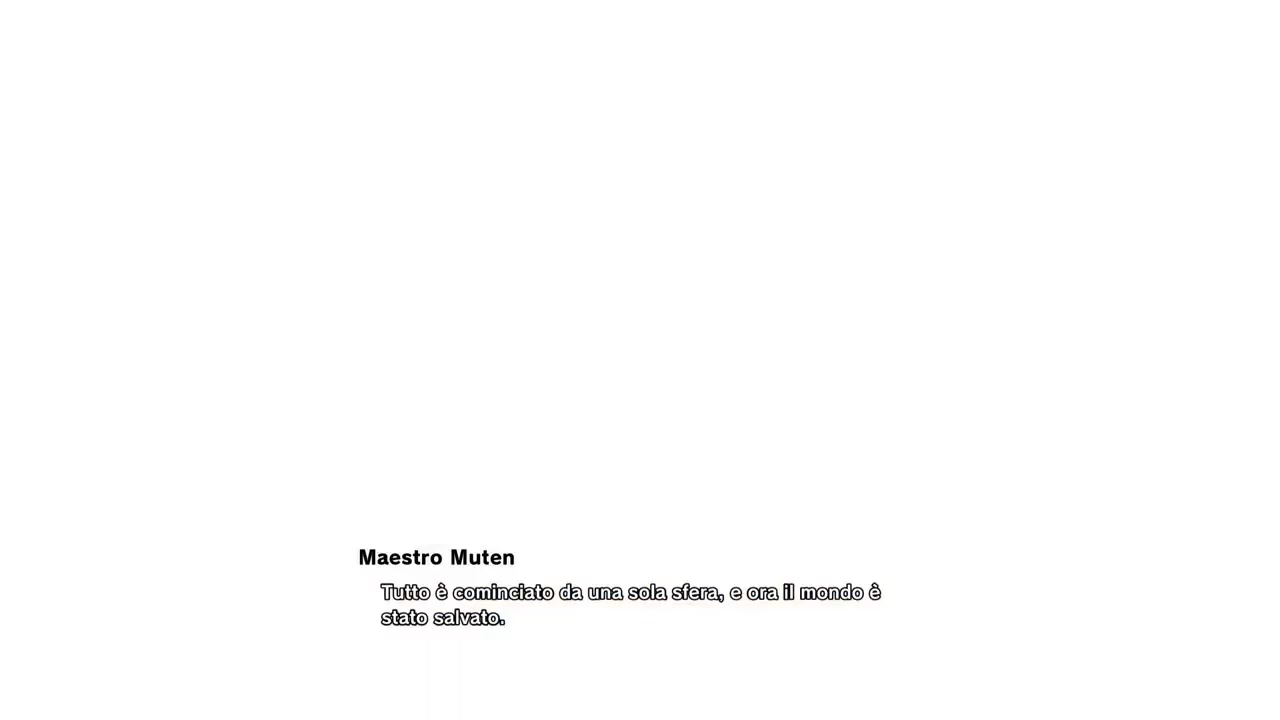 Maestro Muten
Tutto è cominciato da una sola sfera, e ora il mondo è
stato salvato.